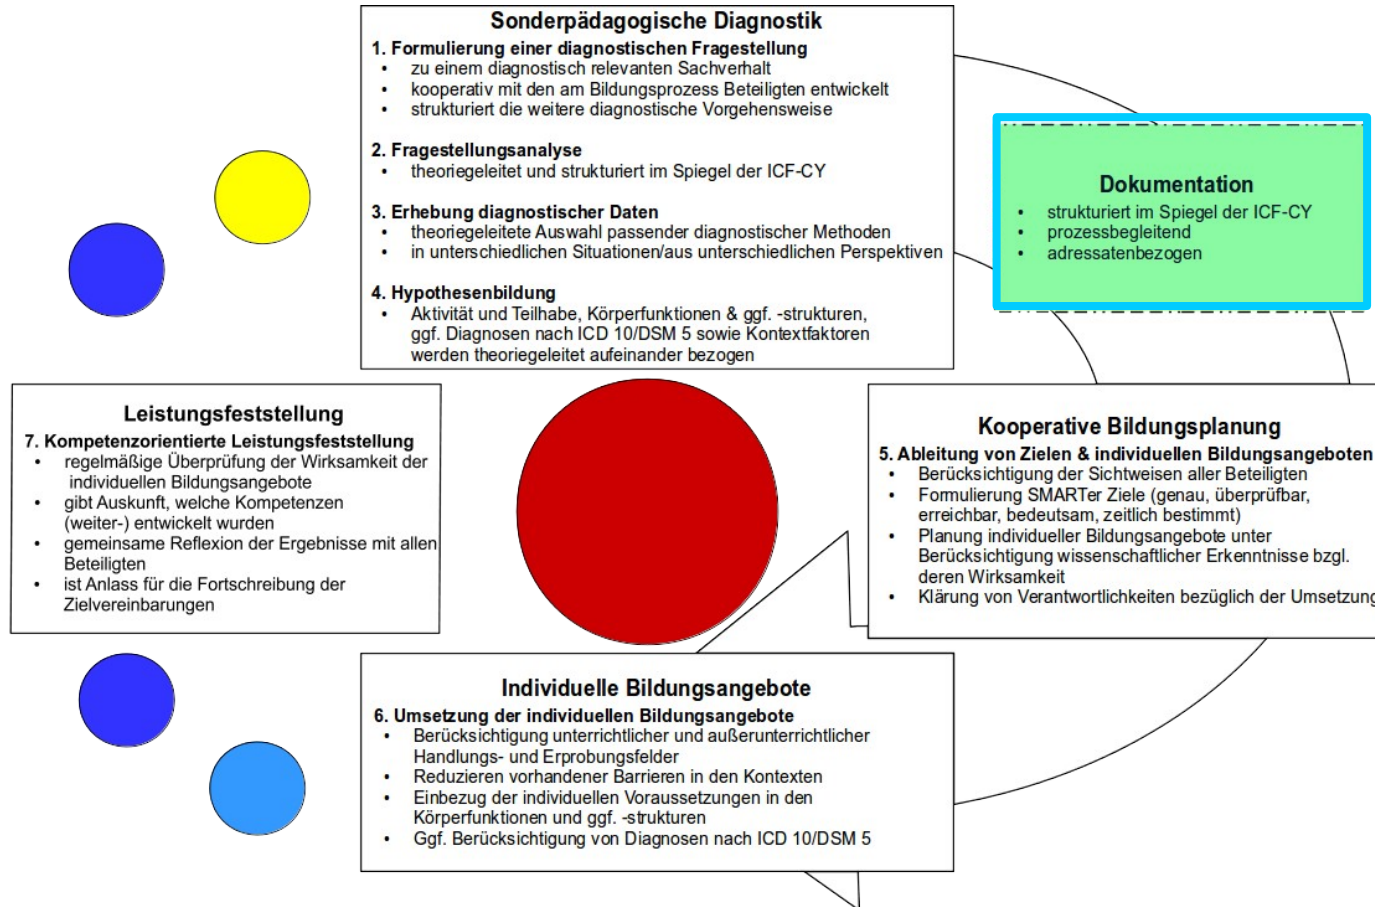 Sonderpädagogische Diagnostik
1. Formulierung einer diagnostischen Fragestellung
• zu einem diagnostisch relevanten Sachverhalt
• kooperativ mit den am Bildungsprozess Beteiligten entwickelt
• strukturiert die weitere diagnostische Vorgehensweise
2. Fragestellungsanalyse
• theoriegeleitet und strukturiert im Spiegel der ICF-CY
3. Erhebung diagnostischer Daten
• theoriegeleitete Auswahl passender diagnostischer Methoden
• in unterschiedlichen Situationen/aus unterschiedlichen Perspektiven
4. Hypothesenbildung
• Aktivität und Teilhabe, Körperfunktionen & ggf. -strukturen,
ggf. Diagnosen nach ICD 10/DSM 5 sowie Kontextfaktoren
werden theoriegeleitet aufeinander bezogen
Dokumentation
• strukturiert im Spiegel der ICF-CY
• prozessbegleitend
• adressatenbezogen
Leistungsfeststellung
7. Kompetenzorientierte Leistungsfeststellung
• regelmäßige Überprüfung der Wirksamkeit der
individuellen Bildungsangebote
• gibt Auskunft, welche Kompetenzen
(weiter-) entwickelt wurden
• gemeinsame Reflexion der Ergebnisse mit allen
Beteiligten
• ist Anlass für die Fortschreibung der
Zielvereinbarungen
Kooperative Bildungsplanung
5. Ableitung von Zielen & individuellen Bildungsangeboten
• Berücksichtigung der Sichtweisen aller Beteiligten
• Formulierung SMARTer Ziele (genau, überprüfbar,
erreichbar, bedeutsam, zeitlich bestimmt)
• Planung individueller Bildungsangebote unter
Berücksichtigung wissenschaftlicher Erkenntnisse bzgl.
deren Wirksamkeit
• Klärung von Verantwortlichkeiten bezüglich der Umsetzung
Individuelle Bildungsangebote
6. Umsetzung der individuellen Bildungsangebote
• Berücksichtigung unterrichtlicher und außerunterrichtlicher
Handlungs- und Erprobungsfelder
• Reduzieren vorhandener Barrieren in den Kontexten
• Einbezug der individuellen Voraussetzungen in den
Körperfunktionen und ggf. -strukturen
• Ggf. Berücksichtigung von Diagnosen nach ICD 10/DSM 5